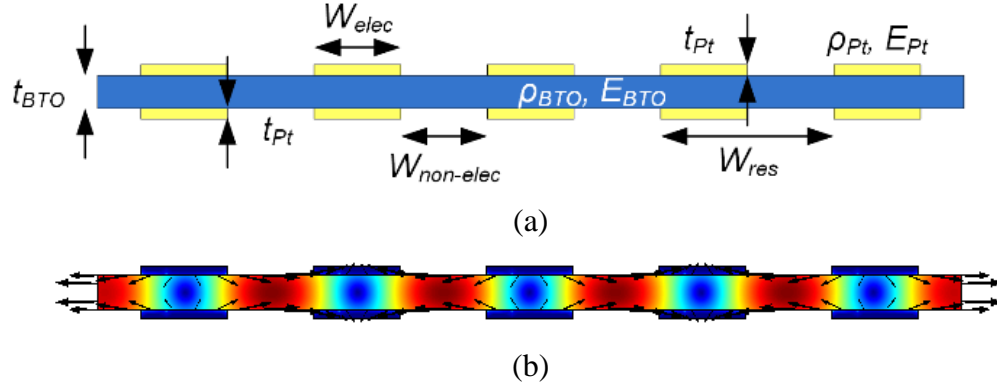 W_elec
t_Pt
ρ_Pt, E_Pt
t_BTO
ρ_BTO, E_BTO
t_Pt
W_non-elec
W_res
(a)
(b)